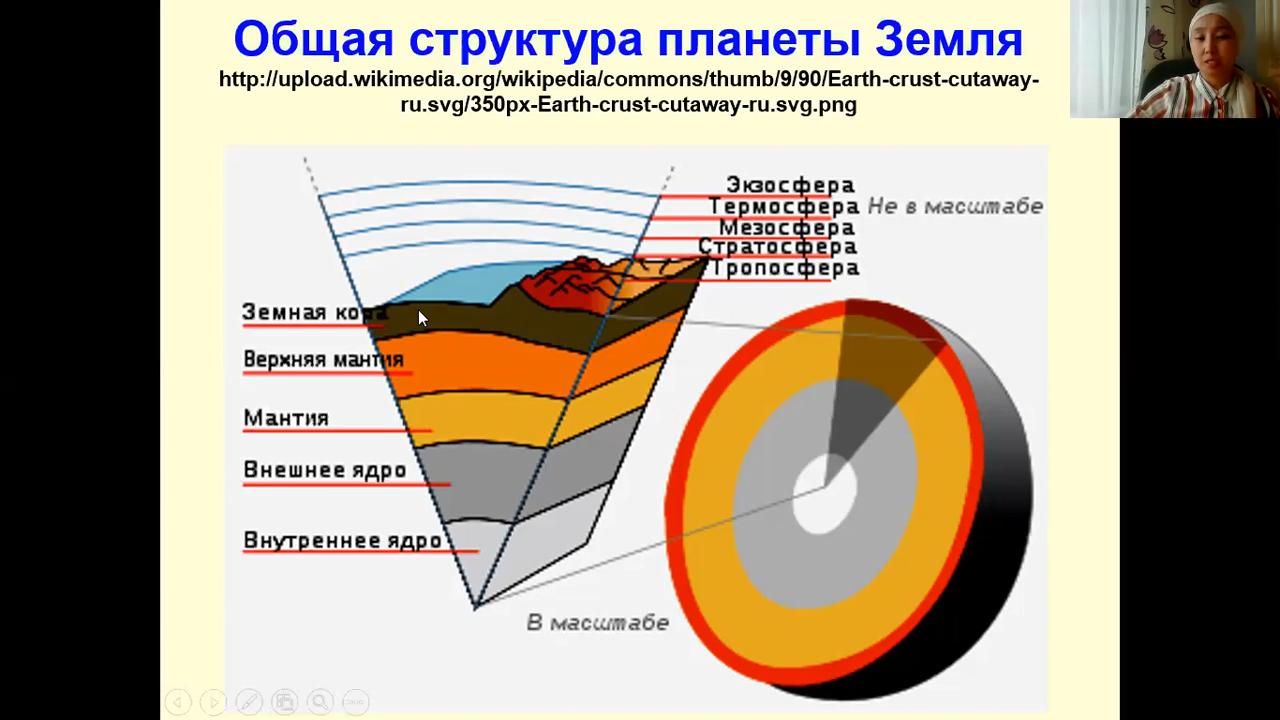 Общая структура планеты Земля
http://upload.wikimedia.org/wikipedia/commons/thumb/9/90/Earth-crust-cutaway-
ru.svg/350px-Earth-crust-cutaway-ru.svg.png
Экзосфера
Термосфера Не в масштабе
Мезосфера
Стратосфера
Тропосфера
Земная кора
Верхняя мантия
Мантия
Внешнее ядро
Внутреннее ядро
В масштабе